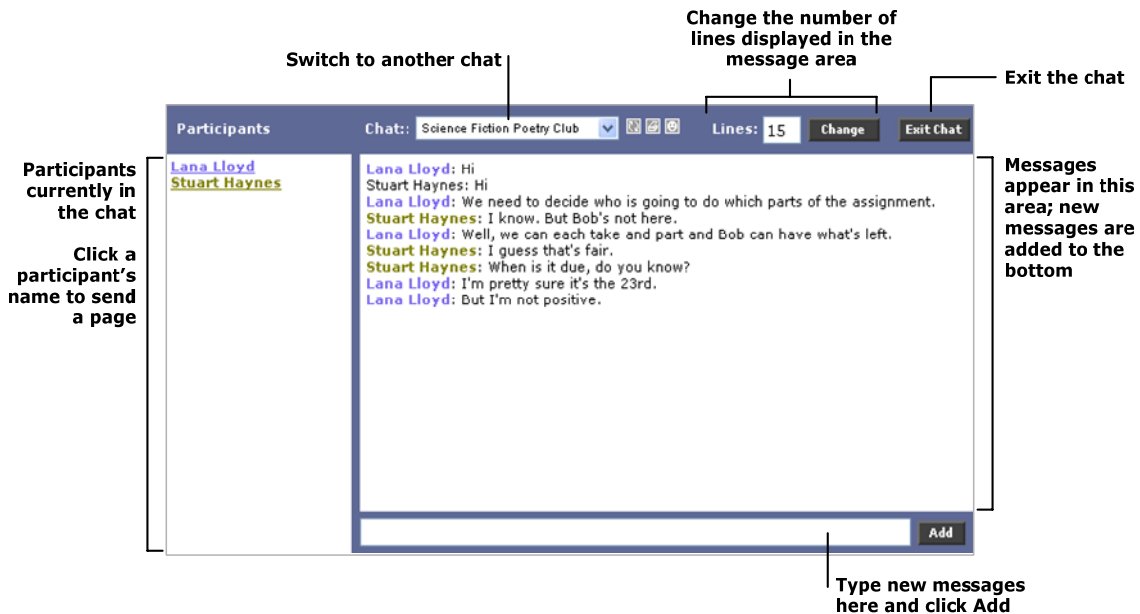 Change the number of
lines displayed in the
message area
Switch to another chat
Exit the chat
Participants
Chat:: Science Fiction Poetry Club
Lines: 15 Change
Exit Chat
Participants
currently in
the chat
Click a
participant's
name to send
a page
Lana Lloyd
Stuart Haynes
Lana Lloyd: Hi
Stuart Haynes: Hi
Lana Lloyd: We need to decide who is going to do which parts of the assignment.
Stuart Haynes: I know. But Bob's not here.
Lana Lloyd: Well, we can each take and part and Bob can have what's left.
Stuart Haynes: I guess that's fair.
Stuart Haynes: When is it due, do you know?
Lana Lloyd: I'm pretty sure it's the 23rd.
Lana Lloyd: But I'm not positive.
Messages
appear in this
area; new
messages are
added to the
bottom
Add
Type new messages
here and click Add